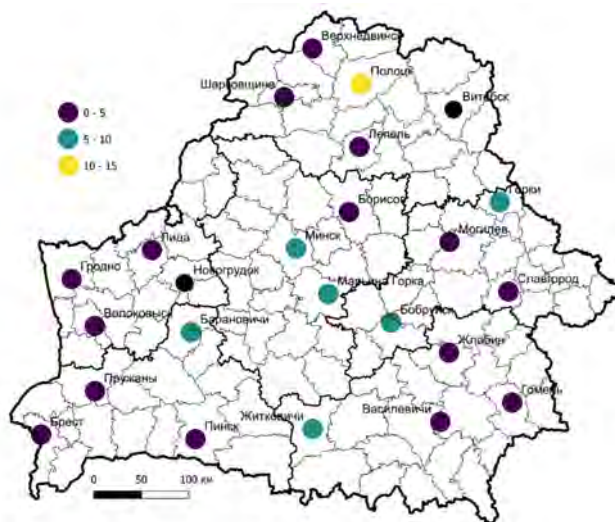 Верхнедвинск
Полоцк
Шарковщина
Витебск
0 - 5
5 - 10
10 - 15
Лепель
Борисов
Горки
Минск
Могилев
Лида
Гродно
Новогрудок
Марьина Горка
Славгород
Волоковыск
Барановичи
Бобруйск
Жлобин
Пружаны
Гомель
Брест
Житковичи
Василевичи
Пинск
0 50 100 км